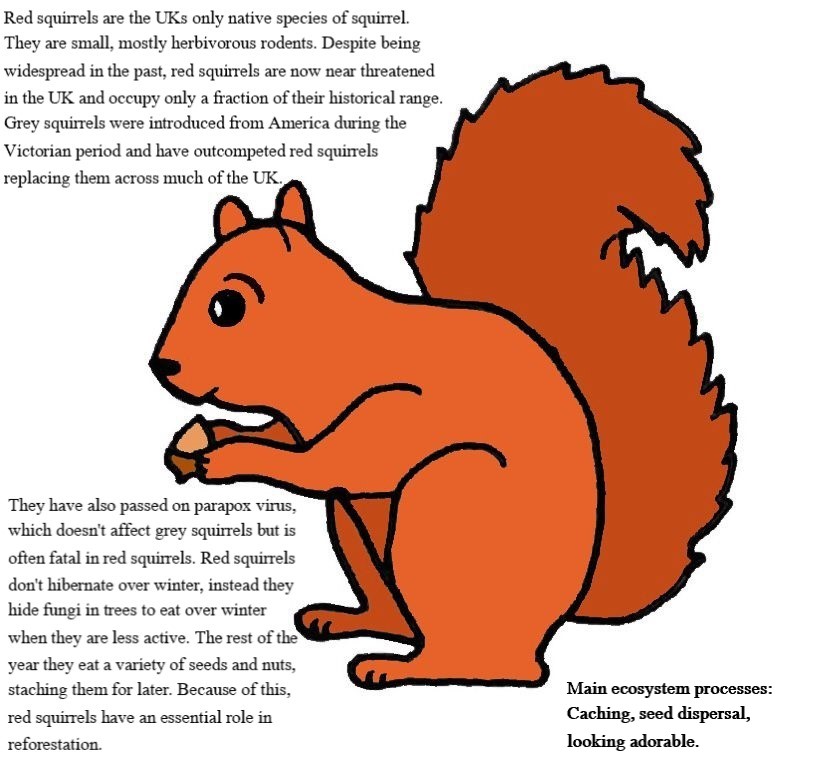 Red squirrels are the UKs only native species of squirrel.
They are small, mostly herbivorous rodents. Despite being
widespread in the past, red squirrels are now near threatened
in the UK and occupy only a fraction of their historical range.
Grey squirrels were introduced from America during the
Victorian period and have outcompeted red squirrels
replacing them across much of the UK.
They have also passed on parapox virus,
which doesn't affect grey squirrels but is
often fatal in red squirrels. Red squirrels
don't hibernate over winter, instead they
hide fungi in trees to eat over winter
when they are less active. The rest of the
year they eat a variety of seeds and nuts,
staching them for later. Because of this,
red squirrels have an essential role in
reforestation.
Main ecosystem processes:
Caching, seed dispersal,
looking adorable.